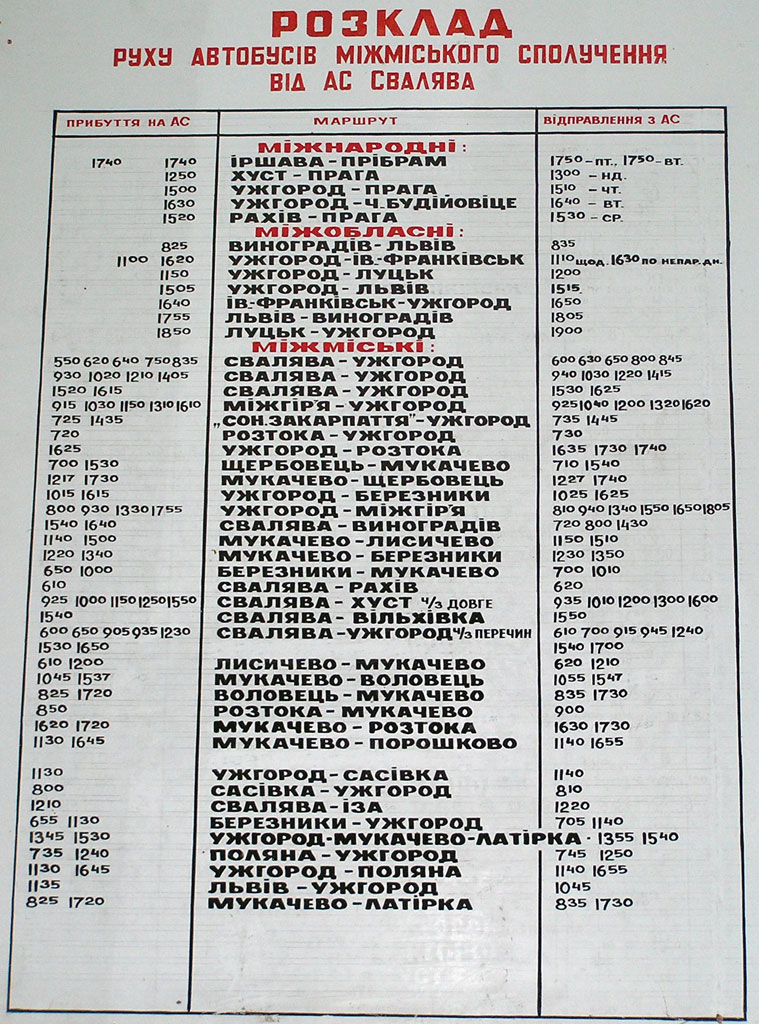 РОЗКЛАД
РУХУ АВТОБУСІВ МІЖМІСЬКОГО СПОЛУЧЕННЯ
ВІД АС СВАЛЯВА
ПРИБУТТЯ НА АС МАРШРУТ ВІДПРАВЛЕННЯ З АС
МІЖНАРОДНІ:
1740 1740 ІРШАВА-ПРІБРАМ 1750-ПТ., 1750-ВТ.
1250 ХУСТ-ПРАГА 1300-НД.
1500 УЖГОРОД-ПРАГА 1510-ЧТ.
1630 УЖГОРОД-Ч.БУДІЙОВІЦЕ 1640-ВТ.
1520 РАХІВ-ПРАГА 1530-СР.
МІЖОБЛАСНІ:
825 ВИНОГРАДІВ-ЛЬВІВ 835
1100 1620 УЖГОРОД-ІВ.-ФРАНКІВСЬК 1110 ЩОД. 1630 ПО НЕПАР.ДН.
1150 УЖГОРОД-ЛУЦЬК 1200
1505 УЖГОРОД-ЛЬВІВ 1515
1640 ІВ.-ФРАНКІВСЬК-УЖГОРОД 1650
1755 ЛЬВІВ-ВИНОГРАДІВ 1805
1850 ЛУЦЬК-УЖГОРОД 1900
МІЖМІСЬКІ:
550 620 640 750 835 СВАЛЯВА-УЖГОРОД 600 630 650 800 845
930 1020 1210 1405 СВАЛЯВА-УЖГОРОД 940 1030 1220 1415
1520 1615 СВАЛЯВА-УЖГОРОД 1530 1625
915 1030 1150 1310 1610 МІЖГІР'Я-УЖГОРОД 925 1040 1200 1320 1620
725 1435 „СОН.ЗАКАРПАТТЯ"-УЖГОРОД 735 1445
720 РОЗТОКА-УЖГОРОД 730
1625 УЖГОРОД-РОЗТОКА 1635 1730 1740
700 1530 ЩЕРБОВЕЦЬ-МУКАЧЕВО 710 1540
1217 1730 МУКАЧЕВО-ЩЕРБОВЕЦЬ 1227 1740
1015 1615 УЖГОРОД-БЕРЕЗНИКИ 1025 1625
800 930 1330 1755 УЖГОРОД-МІЖГІР'Я 810 940 1340 1550 1650 1805
1540 1640 СВАЛЯВА-ВИНОГРАДІВ 720 800 1430
1140 1500 МУКАЧЕВО-ЛИСИЧЕВО 1150 1510
1220 1340 МУКАЧЕВО-БЕРЕЗНИКИ 1230 1350
650 1000 БЕРЕЗНИКИ-МУКАЧЕВО 700 1010
610 СВАЛЯВА-РАХІВ 620
925 1000 1150 1250 1550 СВАЛЯВА-ХУСТ Ч/З ДОВГЕ 935 1010 1200 1300 1600
1540 СВАЛЯВА-ВІЛЬХІВКА 1550
600 650 905 935 1230 СВАЛЯВА-УЖГОРОД Ч/З ПЕРЕЧИН 610 700 915 945 1240
1530 1650 1540 1700
610 1200 ЛИСИЧЕВО-МУКАЧЕВО 620 1210
1045 1537 МУКАЧЕВО-ВОЛОВЕЦЬ 1055 1547
825 1720 ВОЛОВЕЦЬ-МУКАЧЕВО 835 1730
850 РОЗТОКА-МУКАЧЕВО 900
1620 1720 МУКАЧЕВО-РОЗТОКА 1630 1730
1130 1645 МУКАЧЕВО-ПОРОШКОВО 1140 1655
1130 УЖГОРОД-САСІВКА 1140
800 САСІВКА-УЖГОРОД 810
1210 СВАЛЯВА-ІЗА 1220
655 1130 БЕРЕЗНИКИ-УЖГОРОД 705 1140
1345 1530 УЖГОРОД-МУКАЧЕВО-ЛАТІРКА - 1355 1540
735 1240 ПОЛЯНА-УЖГОРОД 745 1250
1130 1645 УЖГОРОД-ПОЛЯНА 1140 1655
1135 ЛЬВІВ-УЖГОРОД 1045
825 1720 МУКАЧЕВО-ЛАТІРКА 835 1730